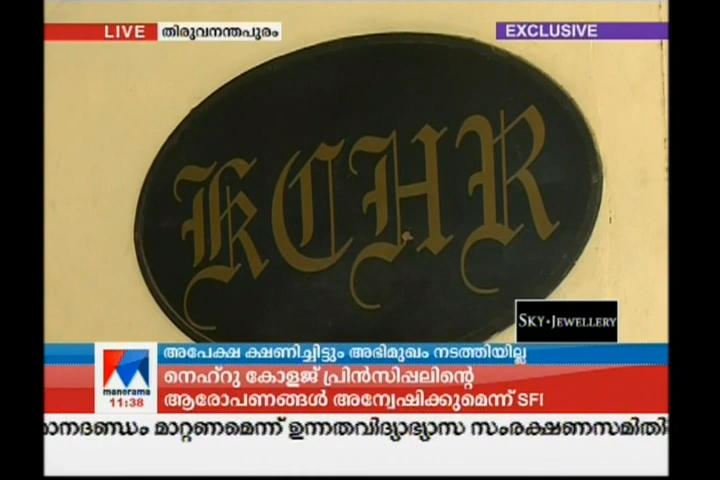 LIVE തിരുവനന്തപുരം EXCLUSIVE
KCHR
SKY JEWELLERY
അപേക്ഷ ക്ഷണിച്ചിട്ടും അഭിമുഖം നടത്തിയില്ല
നെഹ്റു കോളജ് പ്രിൻസിപ്പലിന്റെ
ആരോപണങ്ങൾ അന്വേഷിക്കുമെന്ന് SFI
manorama
11:38
മാറ്റണമെന്ന് ഉന്നതവിദ്യാഭ്യാസ സംരക്ഷണസമിതി